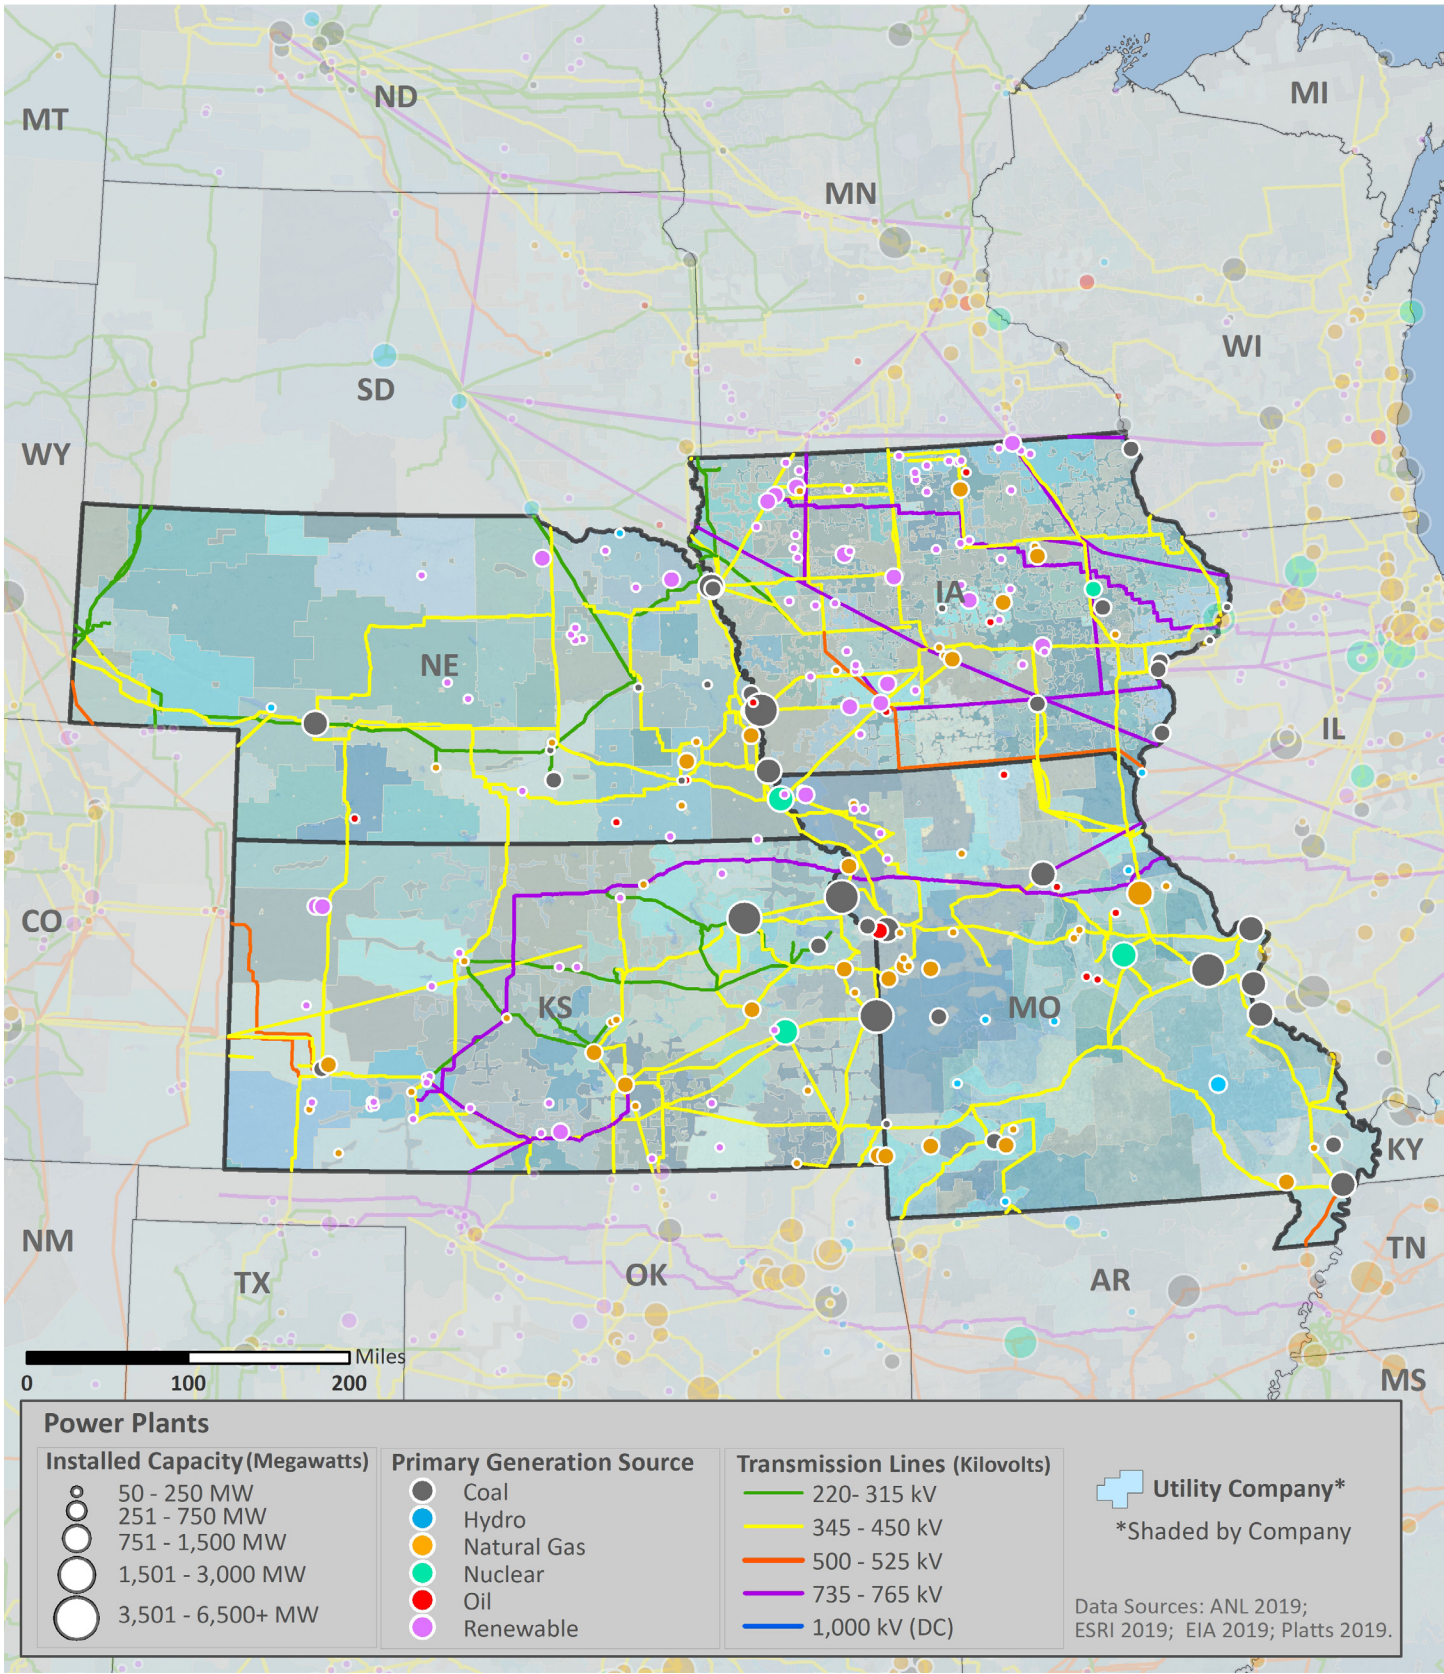 ND
MT
MI
MN
WI
SD
WY
IA
NE
IL
CO
KS
MO
KY
NM
TX
OK
AR
TN
MS
Miles
0 100 200
Power Plants
Installed Capacity (Megawatts)
50 - 250 MW
251 - 750 MW
751 - 1,500 MW
1,501 - 3,000 MW
3,501 - 6,500+ MW
Primary Generation Source
Coal
Hydro
Natural Gas
Nuclear
Oil
Renewable
Transmission Lines (Kilovolts)
220- 315 kV
345 - 450 kV
500 - 525 kV
735 - 765 kV
1,000 kV (DC)
Utility Company*
*Shaded by Company
Data Sources: ANL 2019;
ESRI 2019; EIA 2019; Platts 2019.